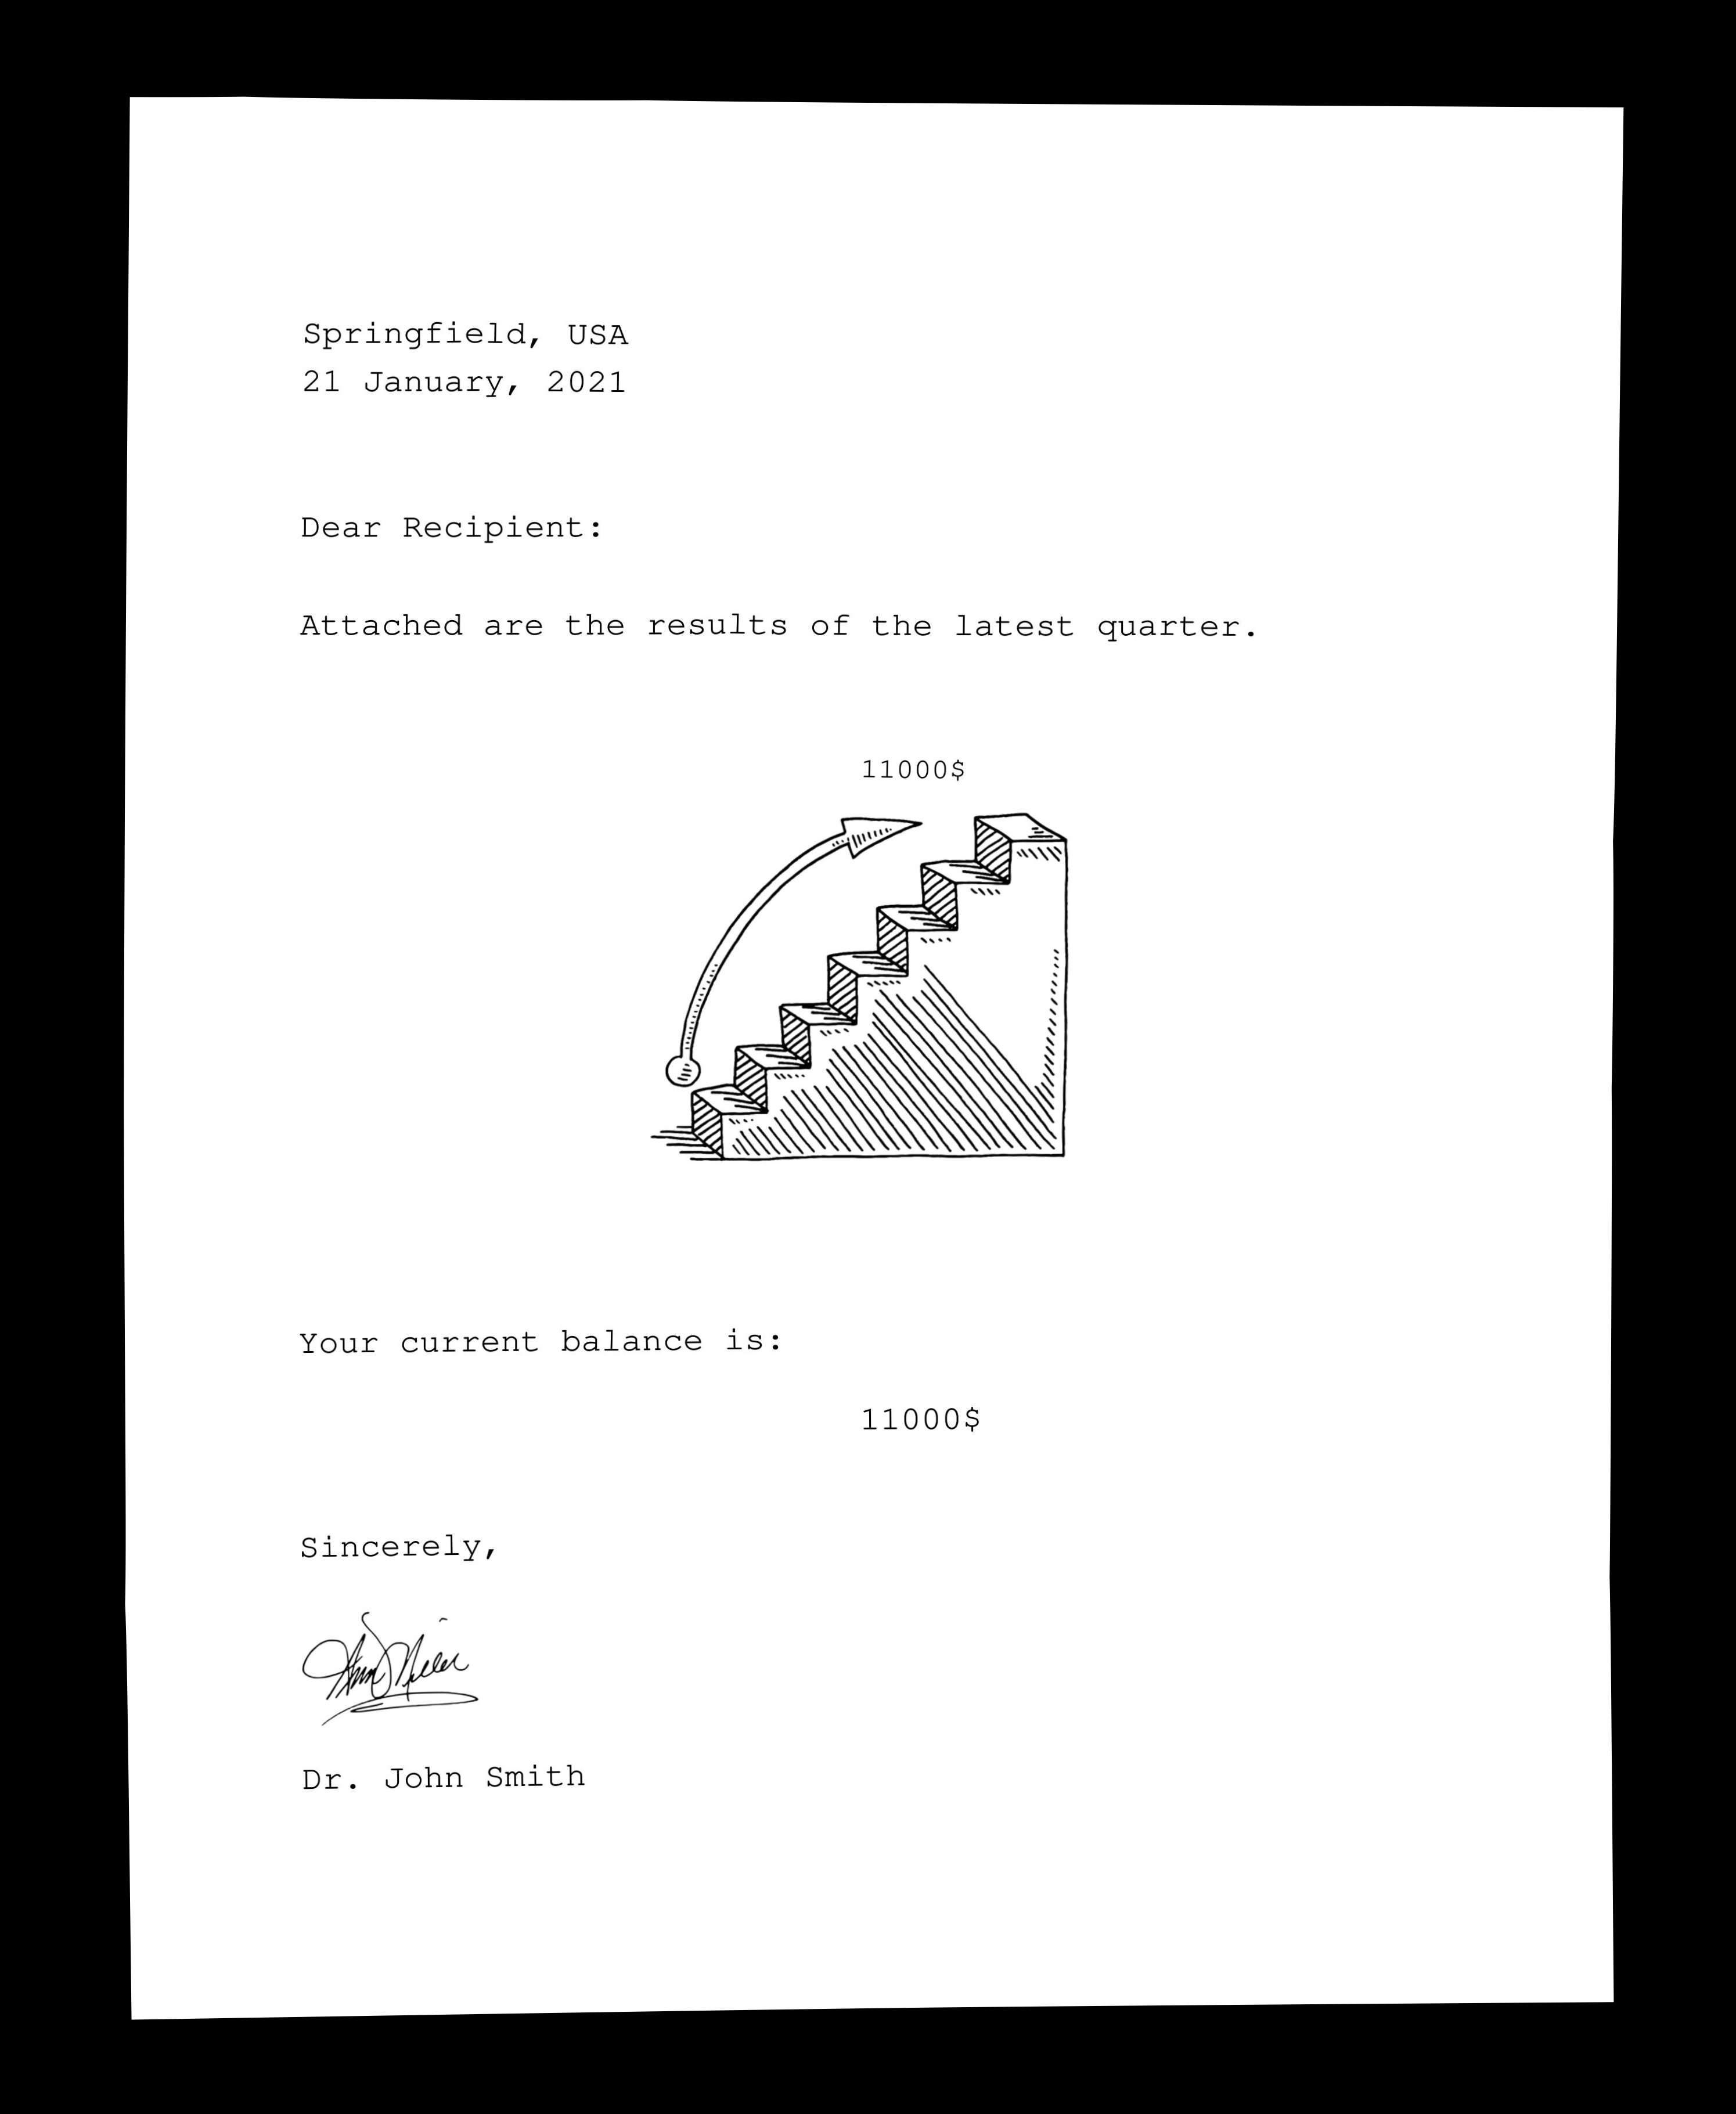 Springfield, USA
21 January, 2021
Dear Recipient:
Attached are the results of the latest quarter.
11000$
Your current balance is:
11000$
Sincerely,
Dr. John Smith